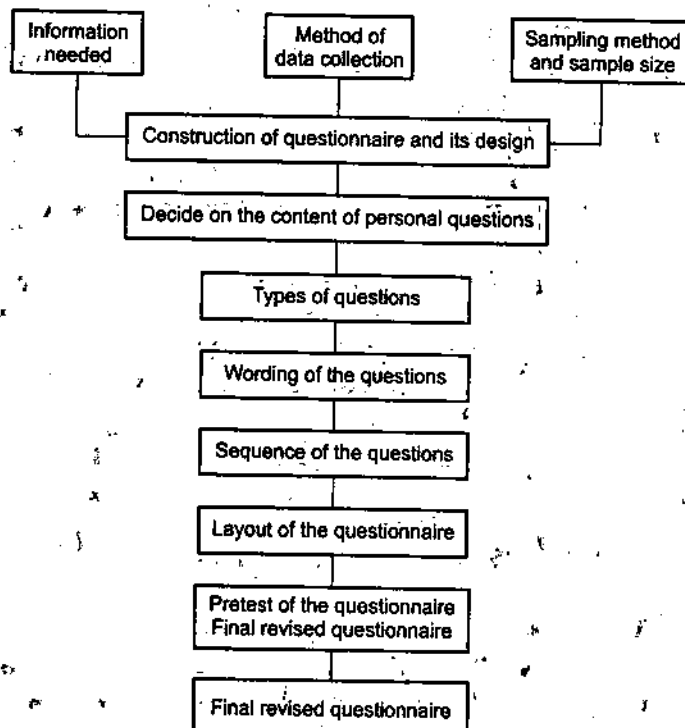 Information
needed
Method of
data collection
Sampling method
and sample size
Construction of questionnaire and its design
Decide on the content of personal questions
Types of questions
Wording of the questions
Sequence of the questions
Layout of the questionnaire
Pretest of the questionnaire
Final revised questionnaire
Final revised questionnaire